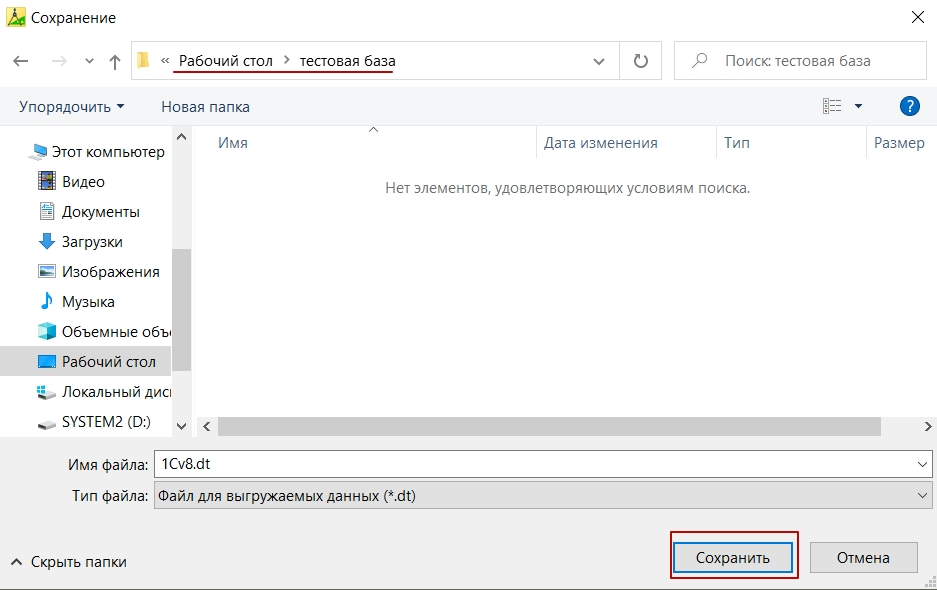 Сохранение
« Рабочий стол › тестовая база
Поиск: тестовая база
Упорядочить
Новая папка
?
Имя
Дата изменения
Тип
Размер
Нет элементов, удовлетворяющих условиям поиска.
Этот компьютер
Видео
Документы
Загрузки
Изображения
Музыка
Объемные объ
Рабочий стол
Локальный дис
SYSTEM2 (D:)
Имя файла: 1Cv8.dt
Тип файла: Файл для выгружаемых данных (*.dt)
Скрыть папки
Сохранить
Отмена